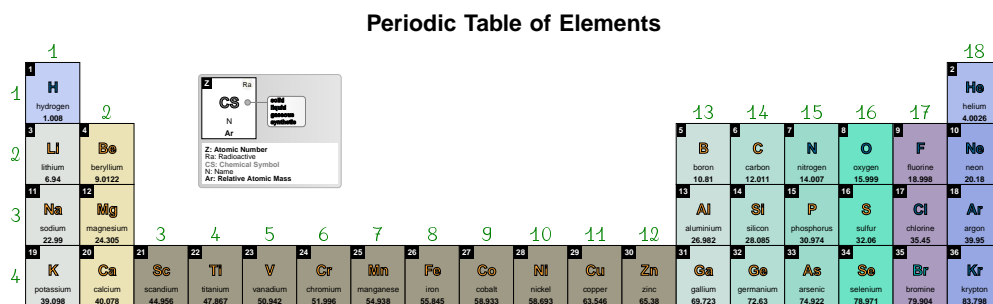 Periodic Table of Elements
1 18
1 H hydrogen 1.008
2 He helium 4.0026
1
Z Ra
CS
N
Ar
solid
liquid
gaseous
synthetic
Z: Atomic Number
Ra: Radioactive
CS: Chemical Symbol
N: Name
Ar: Relative Atomic Mass
2 13 14 15 16 17
2
3 Li lithium 6.94
4 Be beryllium 9.0122
5 B boron 10.81
6 C carbon 12.011
7 N nitrogen 14.007
8 O oxygen 15.999
9 F fluorine 18.998
10 Ne neon 20.18
3
11 Na sodium 22.99
12 Mg magnesium 24.305
13 Al aluminium 26.982
14 Si silicon 28.085
15 P phosphorus 30.974
16 S sulfur 32.06
17 Cl chlorine 35.45
18 Ar argon 39.95
3 4 5 6 7 8 9 10 11 12
4
19 K potassium 39.098
20 Ca calcium 40.078
21 Sc scandium 44.956
22 Ti titanium 47.867
23 V vanadium 50.942
24 Cr chromium 51.996
25 Mn manganese 54.938
26 Fe iron 55.845
27 Co cobalt 58.933
28 Ni nickel 58.693
29 Cu copper 63.546
30 Zn zinc 65.38
31 Ga gallium 69.723
32 Ge germanium 72.63
33 As arsenic 74.922
34 Se selenium 78.971
35 Br bromine 79.904
36 Kr krypton 83.798